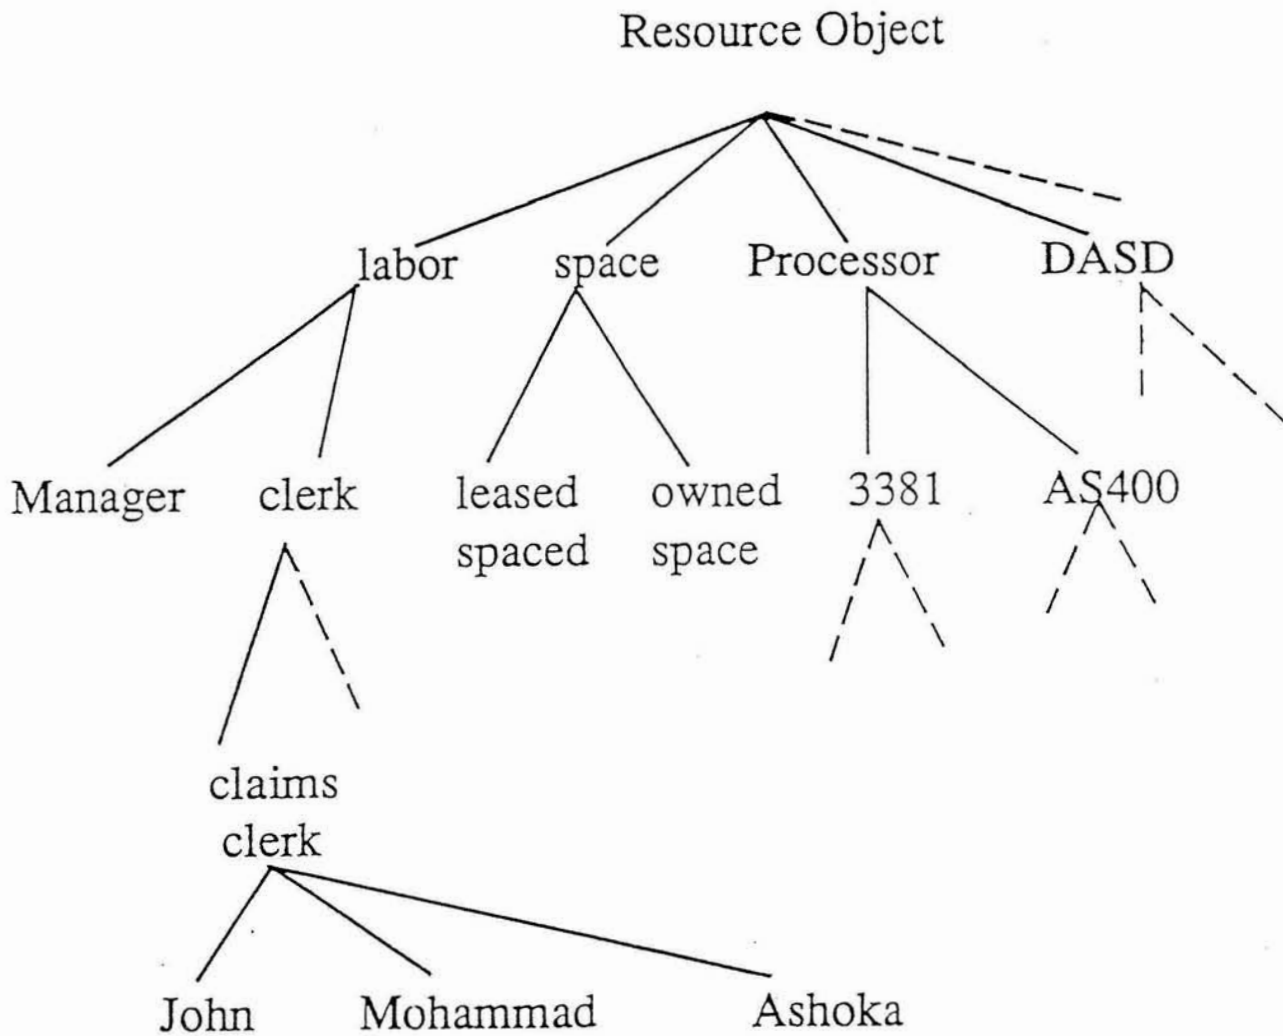 Resource Object
labor space Processor DASD
Manager clerk leased owned 3381 AS400
spaced space
claims
clerk
John Mohammad Ashoka